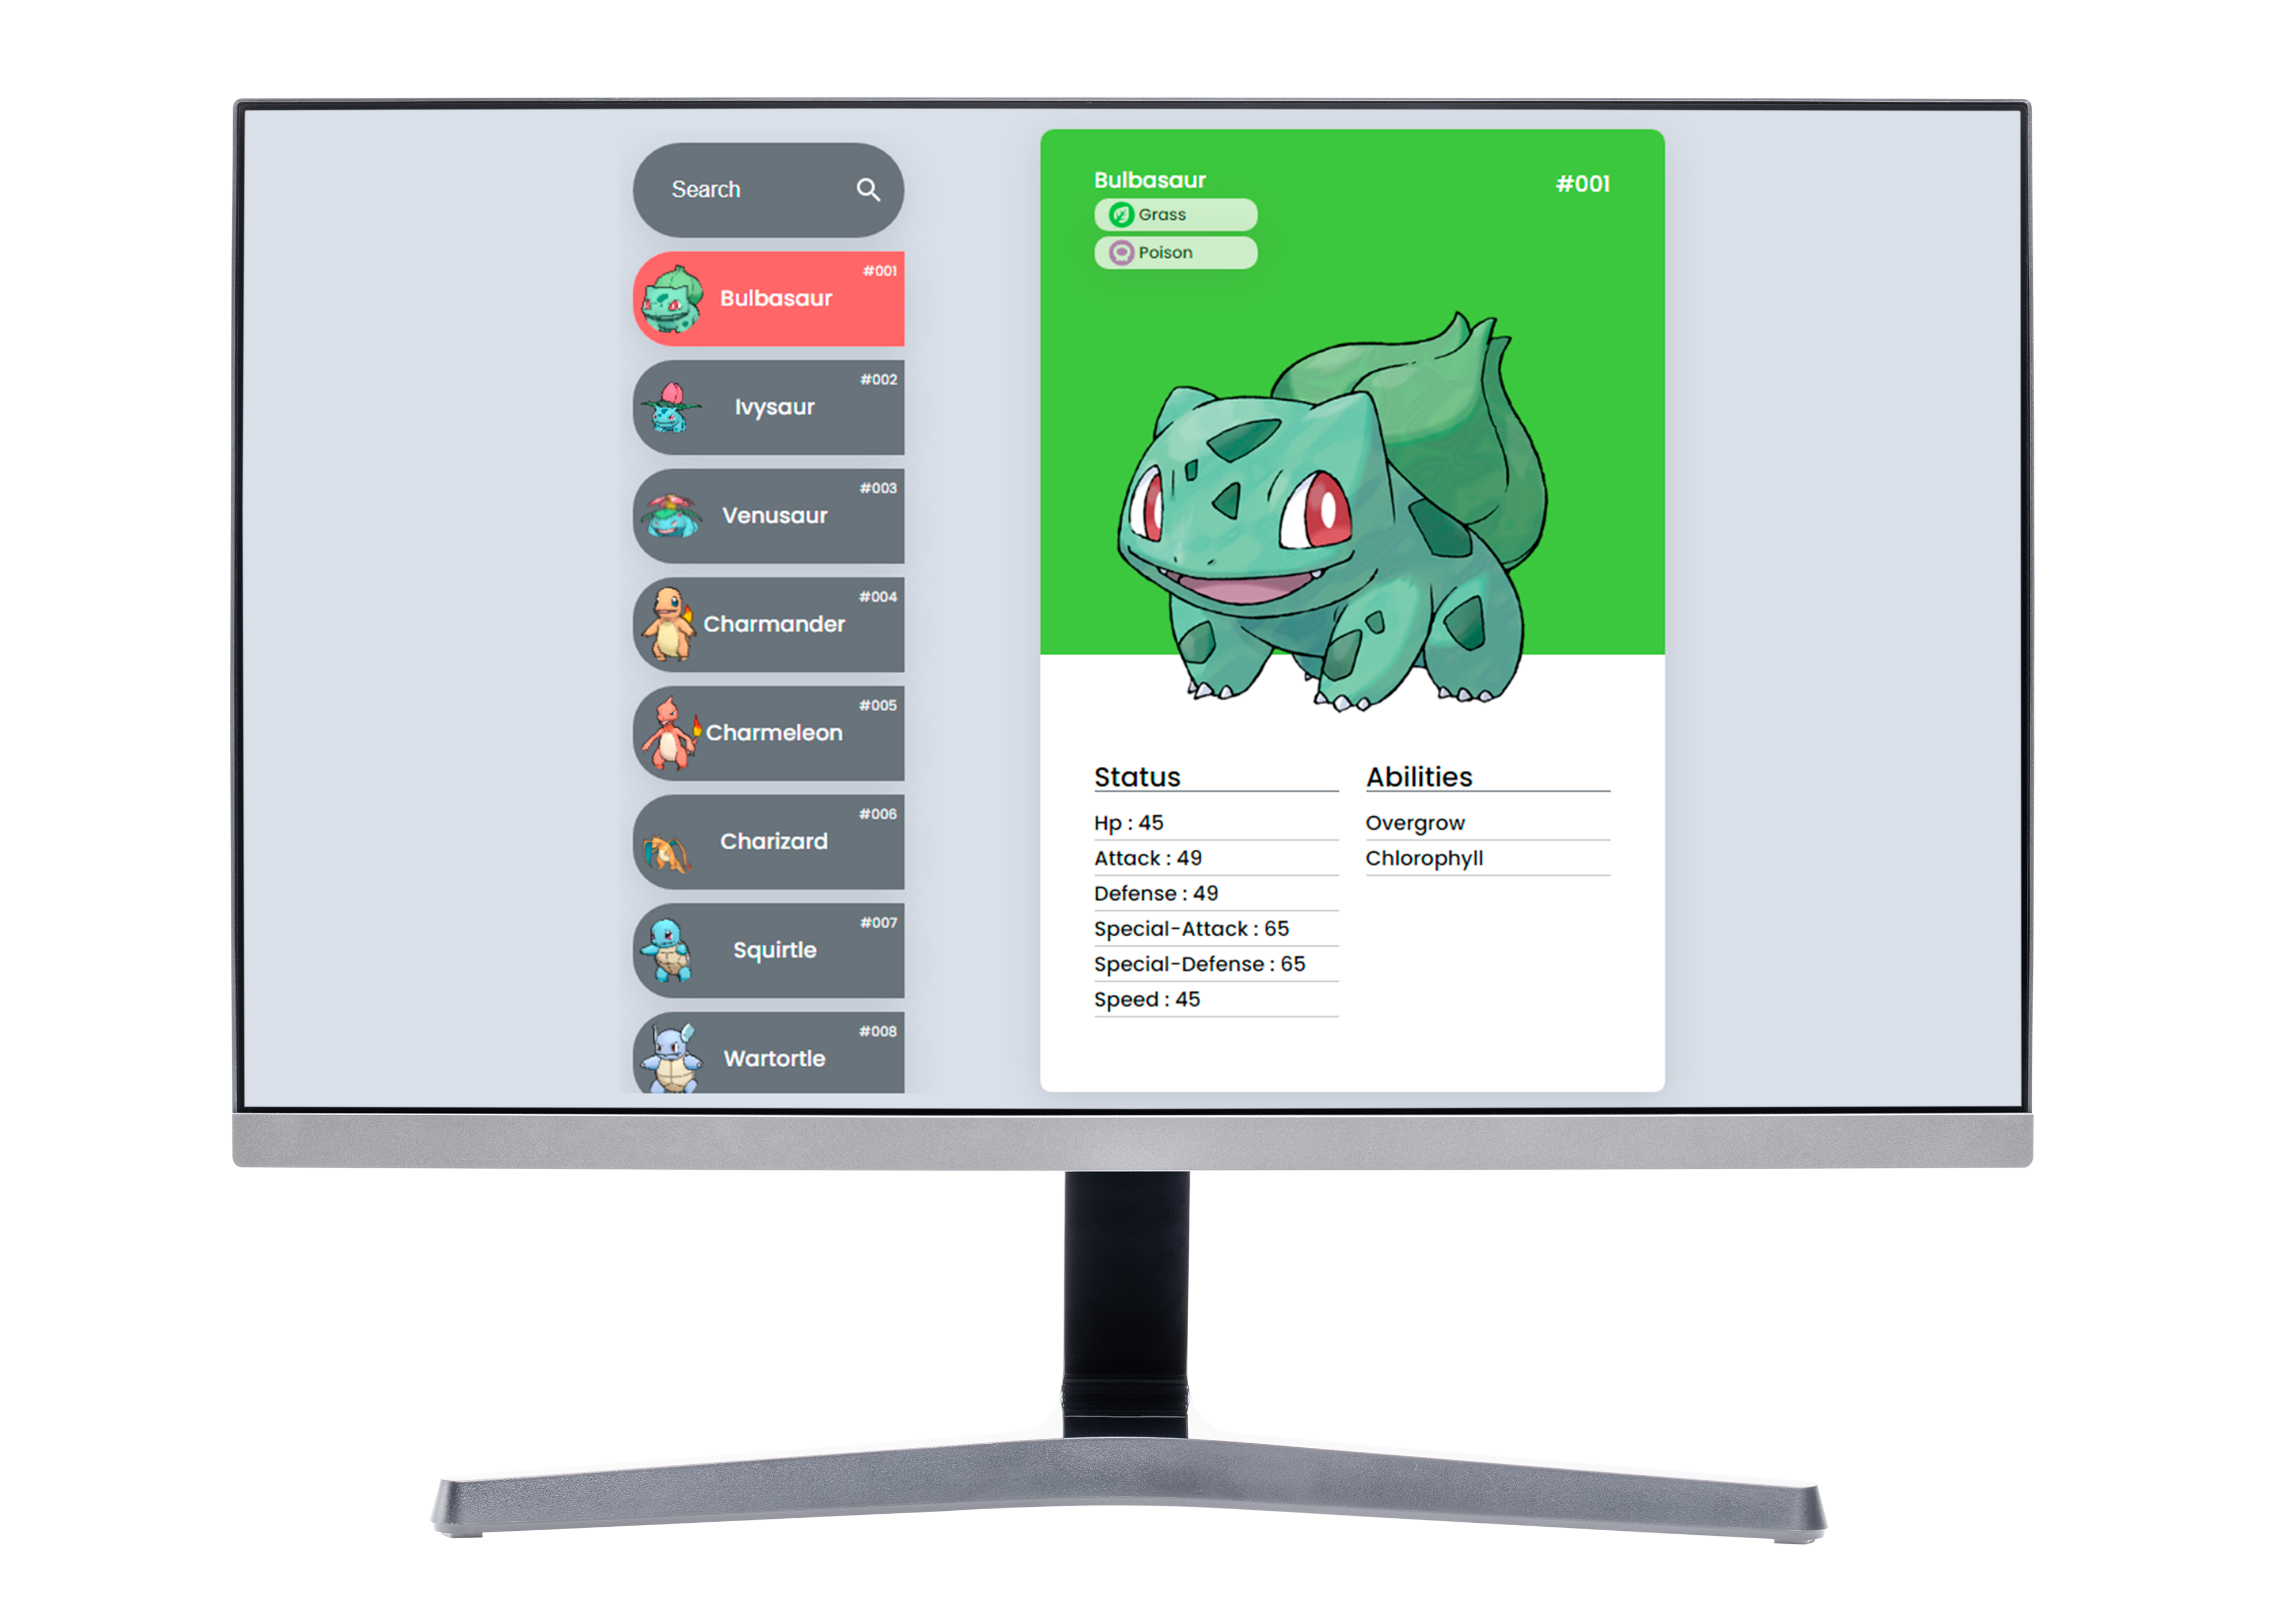 Search
#001
Bulbasaur
#002
Ivysaur
#003
Venusaur
#004
Charmander
#005
Charmeleon
#006
Charizard
#007
Squirtle
#008
Wartortle
Bulbasaur
#001
Grass
Poison
Status
Hp : 45
Attack : 49
Defense : 49
Special-Attack : 65
Special-Defense : 65
Speed : 45
Abilities
Overgrow
Chlorophyll